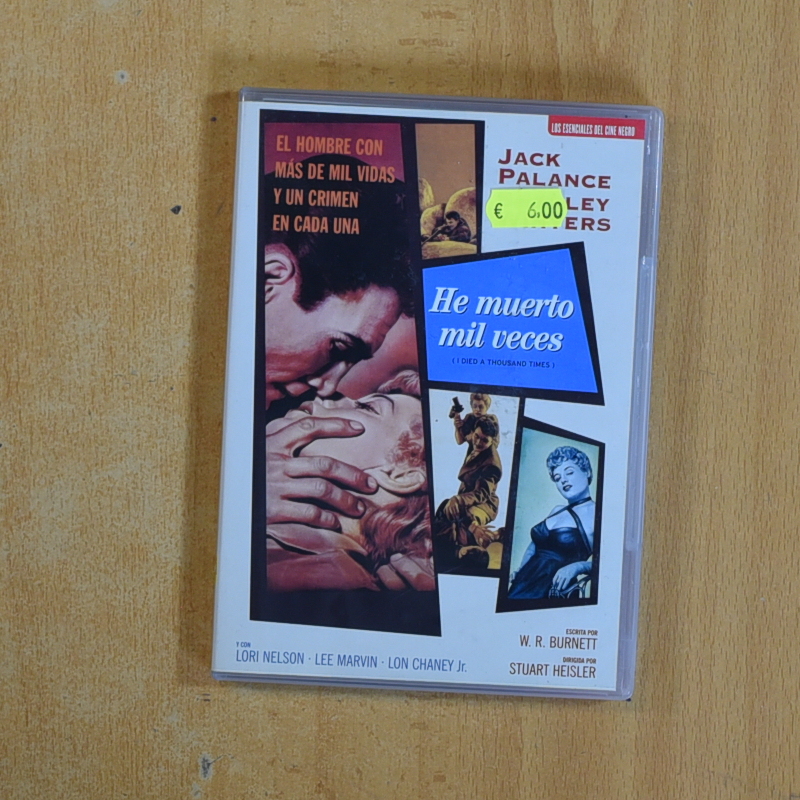 LOS ESENCIALES DEL CINE NEGRO
EL HOMBRE CON
MÁS DE MIL VIDAS
Y UN CRIMEN
EN CADA UNA
JACK
PALANCE
LEY
ERS
€ 6,00
He muerto
mil veces
( I DIED A THOUSAND TIMES )
Y CON
LORI NELSON · LEE MARVIN · LON CHANEY Jr.
ESCRITA POR
W. R. BURNETT
DIRIGIDA POR
STUART HEISLER